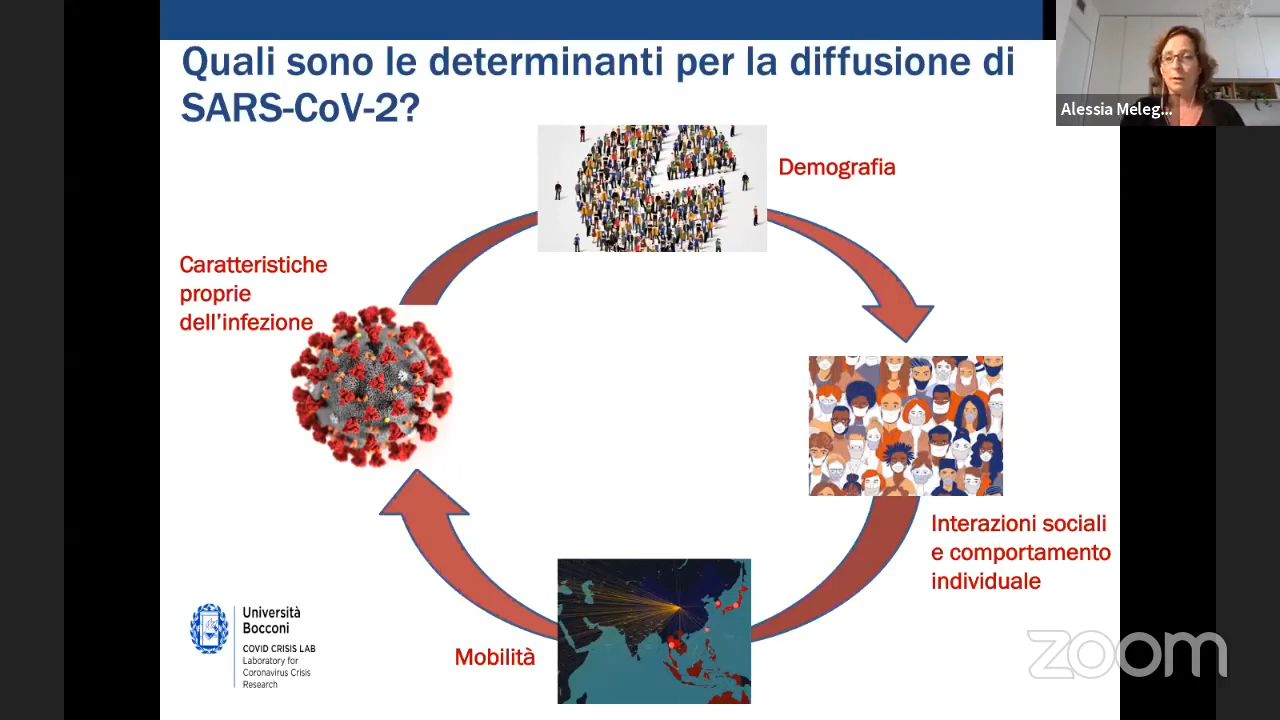 Quali sono le determinanti per la diffusione di
SARS-CoV-2?
Alessia Meleg...
Demografia
Caratteristiche
proprie
dell'infezione
Interazioni sociali
e comportamento
individuale
Mobilità
Università
Bocconi
COVID CRISIS LAB
Laboratory for
Coronavirus Crisis
Research
zoom